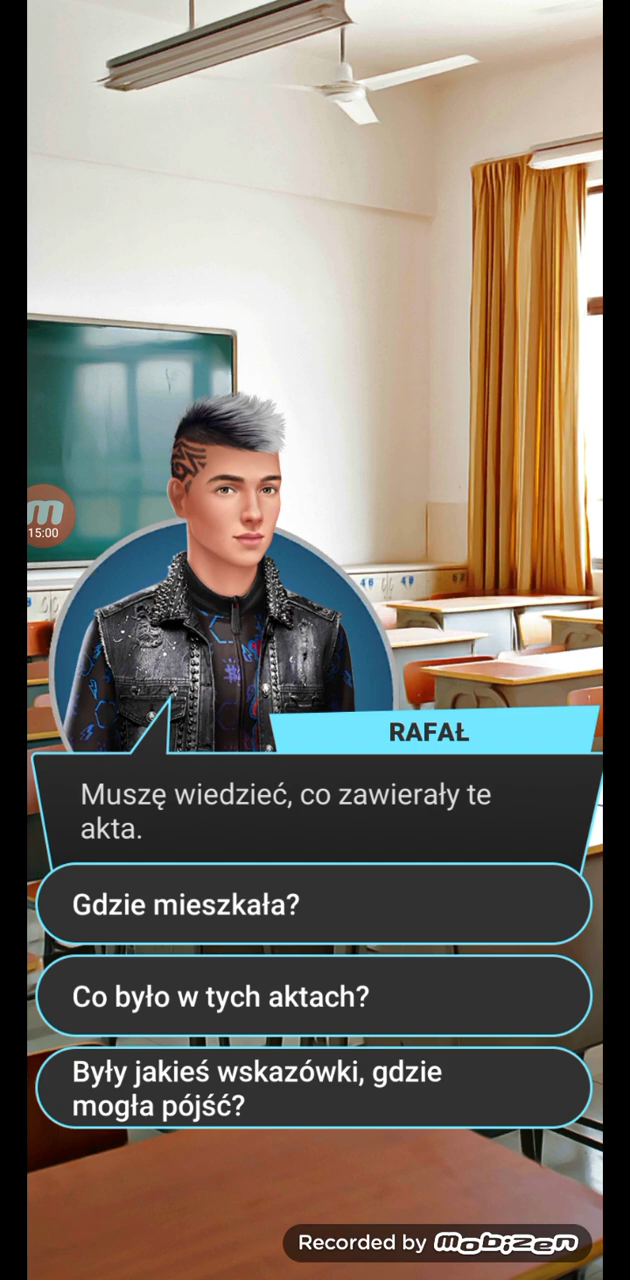 m
15:00
RAFAŁ
Muszę wiedzieć, co zawierały te
akta.
Gdzie mieszkała?
Co było w tych aktach?
Były jakieś wskazówki, gdzie
mogła pójść?
Recorded by mobizen